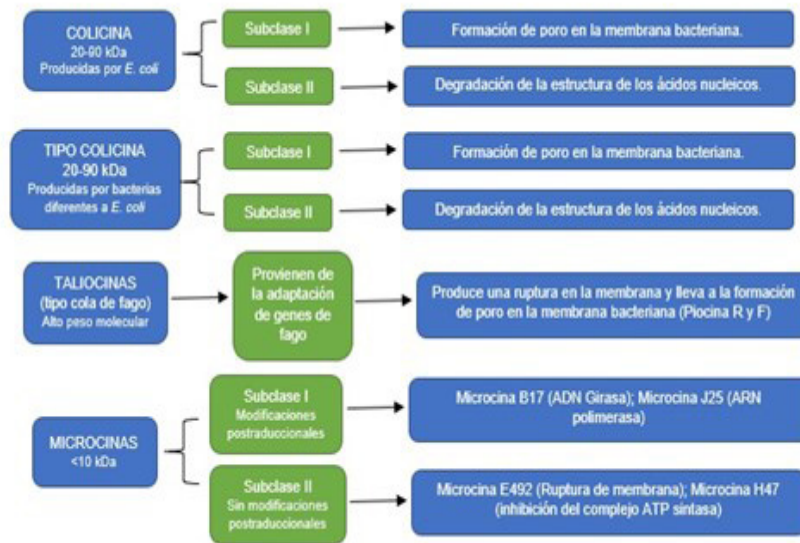 COLICINA
20-90 kDa
Producidas por E. coli
Subclase I
Formación de poro en la membrana bacteriana.
Subclase II
Degradación de la estructura de los ácidos nucleicos.
TIPO COLICINA
20-90 kDa
Producidas por bacterias
diferentes a E. coli
Subclase I
Formación de poro en la membrana bacteriana.
Subclase II
Degradación de la estructura de los ácidos nucleicos.
TALIOCINAS
(tipo cola de fago)
Alto peso molecular
Provienen de
la adaptación
de genes de
fago
Produce una ruptura en la membrana y lleva a la formación
de poro en la membrana bacteriana (Piocina R y F)
MICROCINAS
<10 kDa
Subclase I
Modificaciones
postraduccionales
Microcina B17 (ADN Girasa); Microcina J25 (ARN
polimerasa)
Subclase II
Sin modificaciones
postraduccionales
Microcina E492 (Ruptura de membrana); Microcina H47
(inhibición del complejo ATP sintasa)